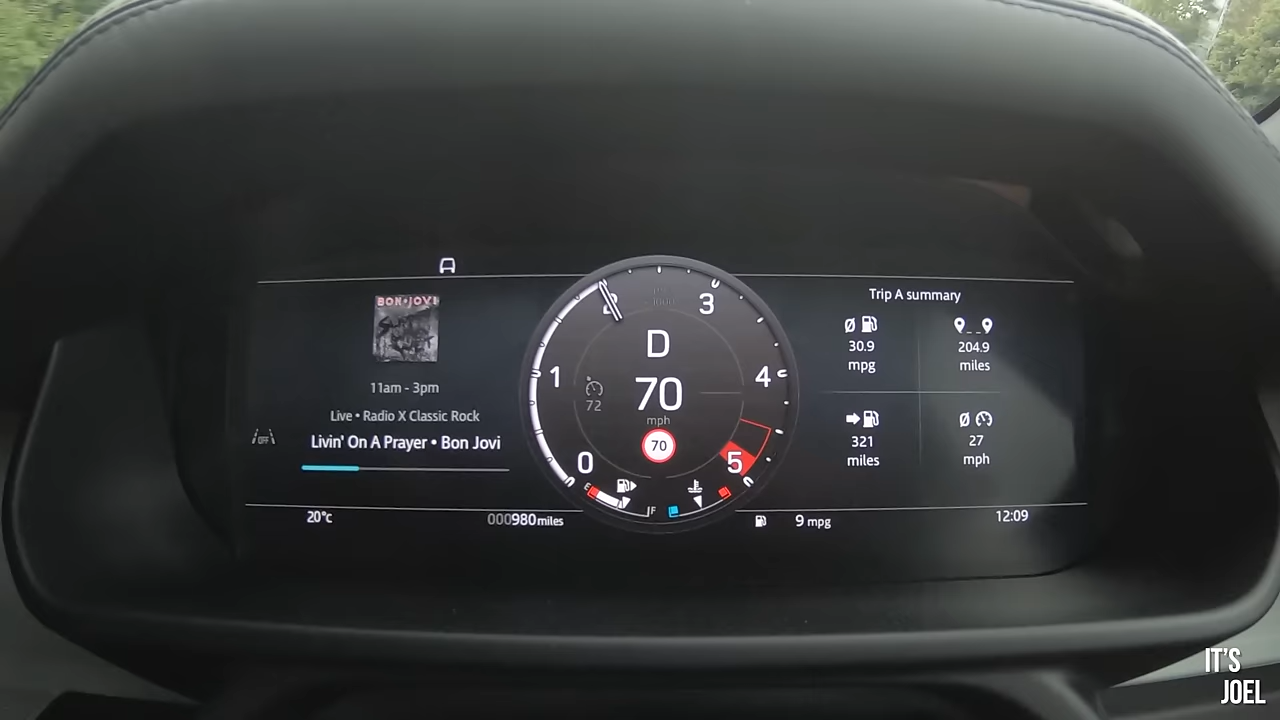 BON JOVI
11am - 3pm
Live • Radio X Classic Rock
Livin' On A Prayer • Bon Jovi
OFF
20°c
000980miles
0
1
2
3
4
5
D
72
70
mph
70
E
F
Trip A summary
30.9
mpg
204.9
miles
321
miles
27
mph
9 mpg
12:09
IT'S
JOEL